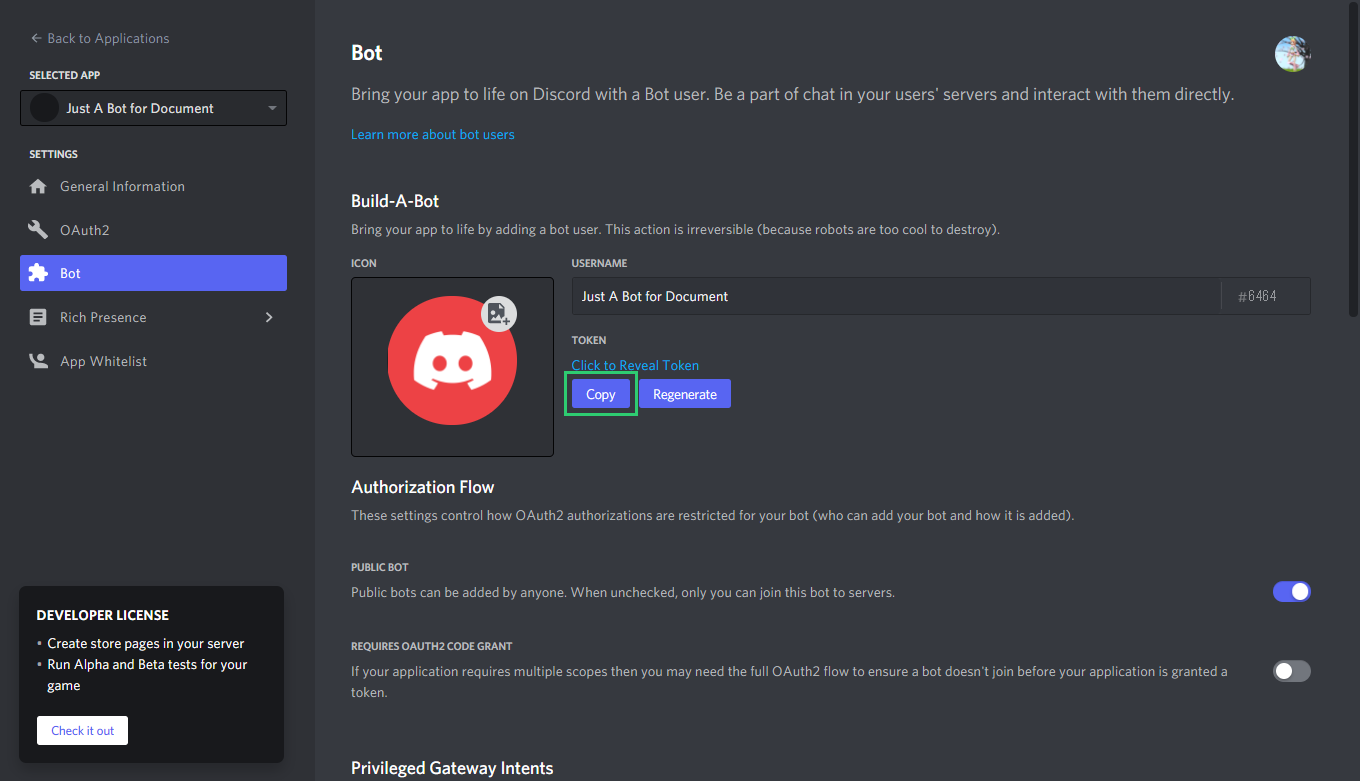 Back to Applications
SELECTED APP
Just A Bot for Document
SETTINGS
General Information
OAuth2
Bot
Rich Presence
App Whitelist
DEVELOPER LICENSE
• Create store pages in your server
• Run Alpha and Beta tests for your
game
Check it out
Bot
Bring your app to life on Discord with a Bot user. Be a part of chat in your users' servers and interact with them directly.
Learn more about bot users
Build-A-Bot
Bring your app to life by adding a bot user. This action is irreversible (because robots are too cool to destroy).
ICON
USERNAME
Just A Bot for Document #6464
TOKEN
Click to Reveal Token
Copy Regenerate
Authorization Flow
These settings control how OAuth2 authorizations are restricted for your bot (who can add your bot and how it is added).
PUBLIC BOT
Public bots can be added by anyone. When unchecked, only you can join this bot to servers.
REQUIRES OAUTH2 CODE GRANT
If your application requires multiple scopes then you may need the full OAuth2 flow to ensure a bot doesn't join before your application is granted a
token.
Privileged Gateway Intents